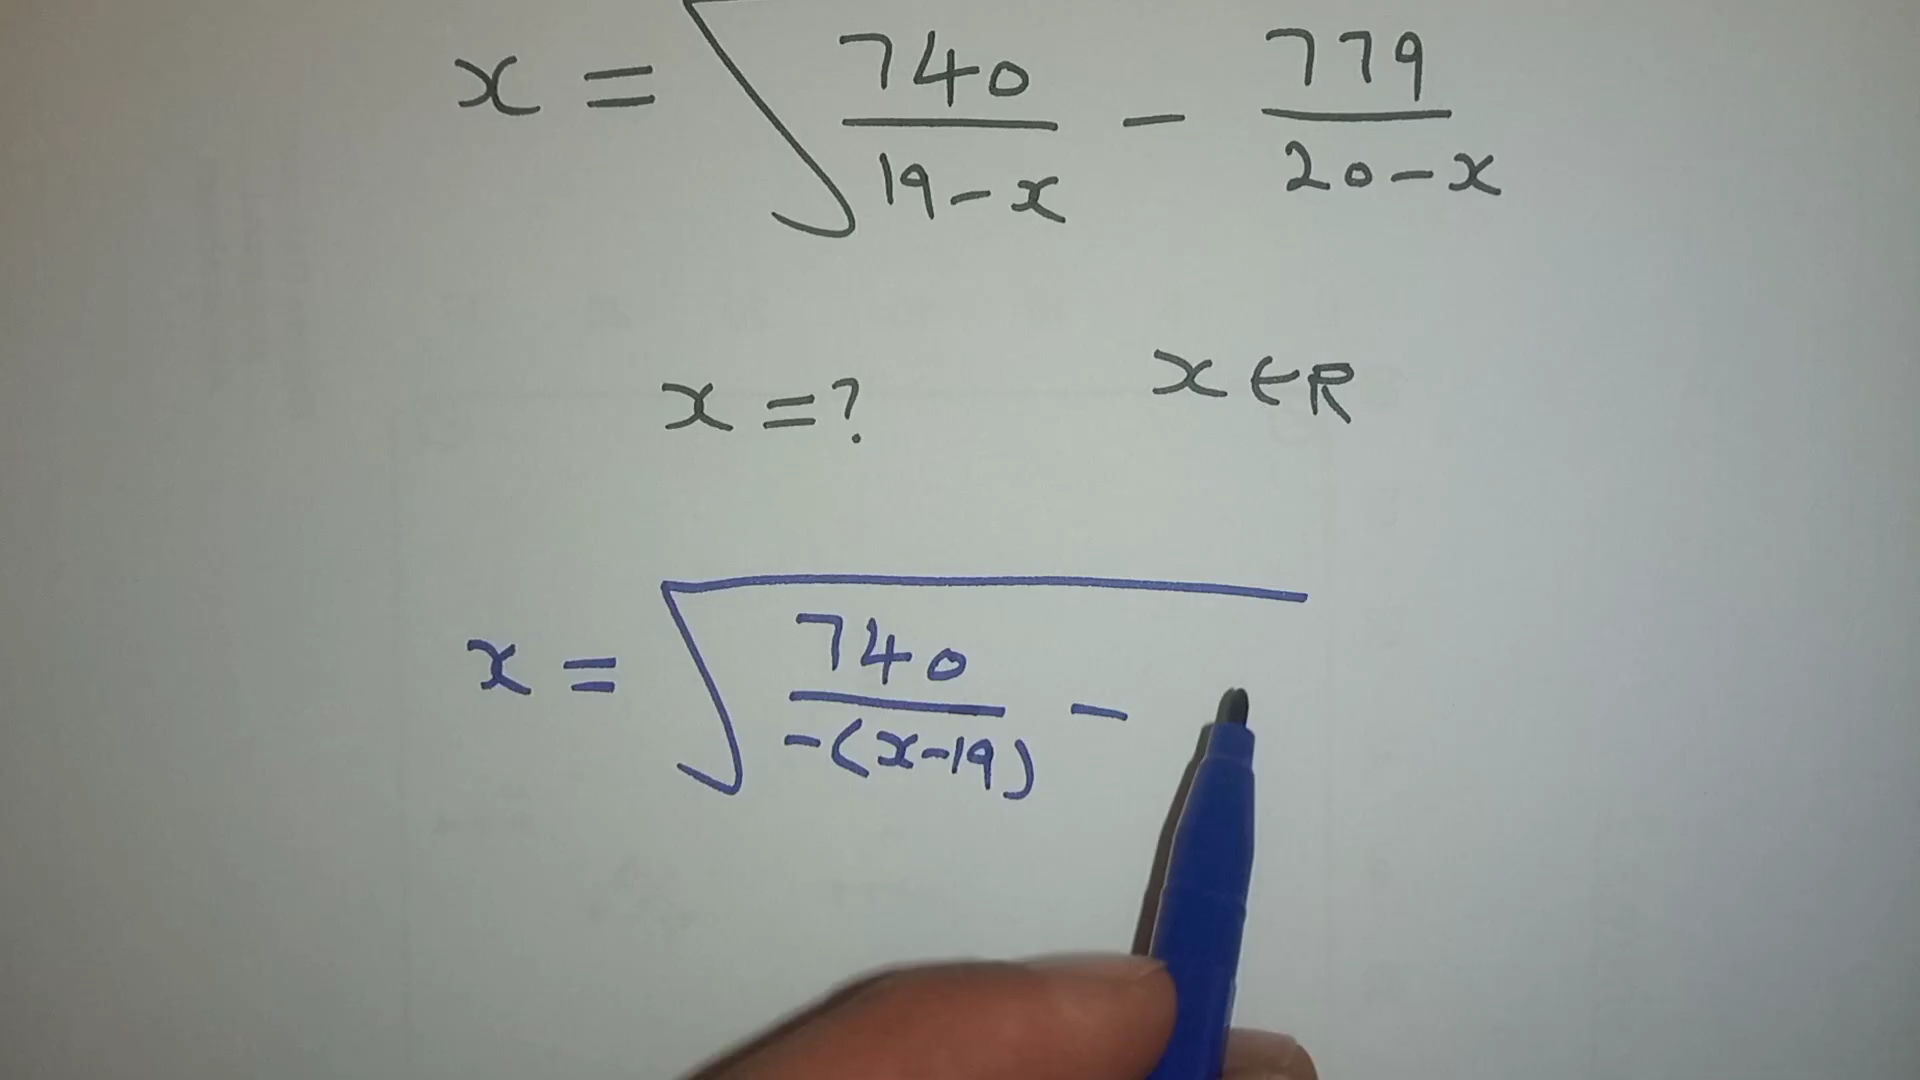 x = √(740/(19-x) - 779/(20-x))
x = ? x ∈ R
x = √(740/(-(x-19)) -